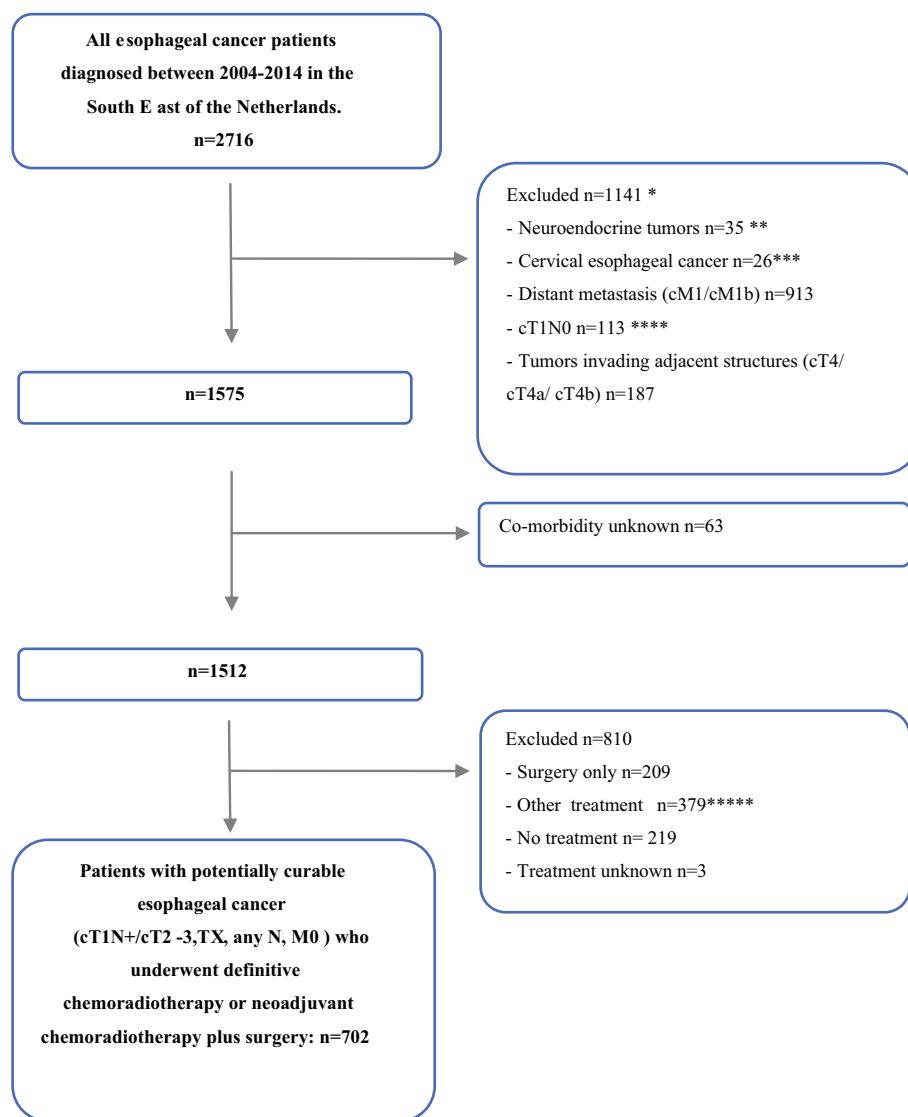 All esophageal cancer patients
diagnosed between 2004-2014 in the
South E ast of the Netherlands.
n=2716
Excluded n=1141 *
- Neuroendocrine tumors n=35 **
- Cervical esophageal cancer n=26***
- Distant metastasis (cM1/cM1b) n=913
- cT1N0 n=113 ****
- Tumors invading adjacent structures (cT4/
cT4a/ cT4b) n=187
n=1575
Co-morbidity unknown n=63
n=1512
Excluded n=810
- Surgery only n=209
- Other treatment n=379*****
- No treatment n= 219
- Treatment unknown n=3
Patients with potentially curable
esophageal cancer
(cT1N+/cT2 -3,TX, any N, M0 ) who
underwent definitive
chemoradiotherapy or neoadjuvant
chemoradiotherapy plus surgery: n=702